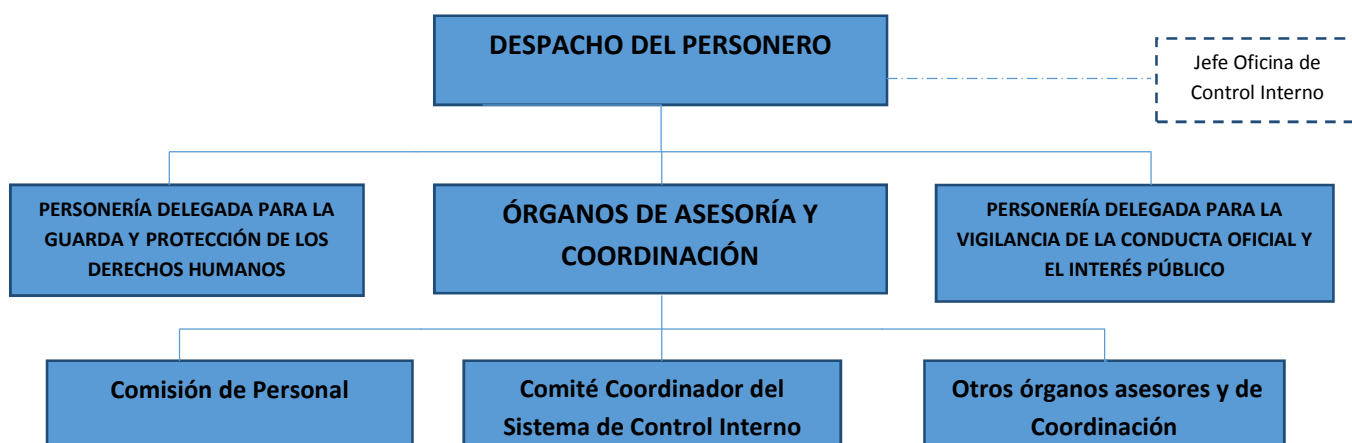 DESPACHO DEL PERSONERO
Jefe Oficina de
Control Interno
PERSONERÍA DELEGADA PARA LA
GUARDA Y PROTECCIÓN DE LOS
DERECHOS HUMANOS
ÓRGANOS DE ASESORÍA Y
COORDINACIÓN
PERSONERÍA DELEGADA PARA LA
VIGILANCIA DE LA CONDUCTA OFICIAL Y
EL INTERÉS PÚBLICO
Comisión de Personal
Comité Coordinador del
Sistema de Control Interno
Otros órganos asesores y de
Coordinación